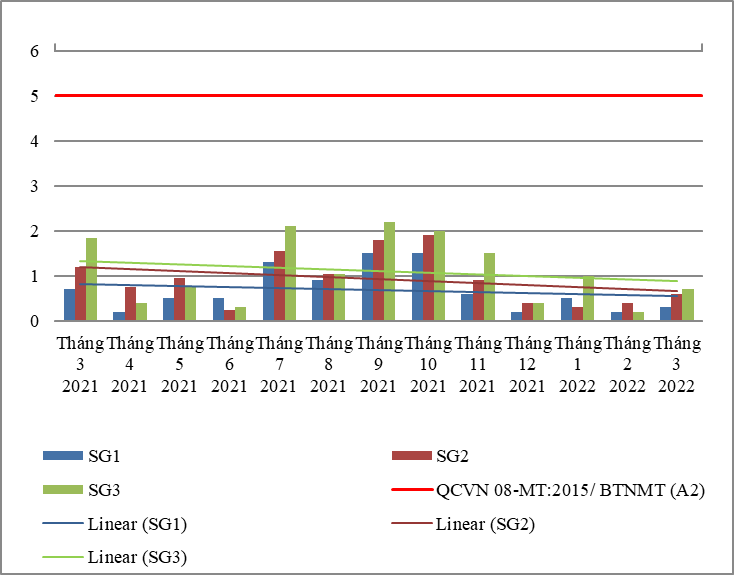 6
5
4
3
2
1
0
Tháng Tháng Tháng Tháng Tháng Tháng Tháng Tháng Tháng Tháng Tháng Tháng Tháng
3 4 5 6 7 8 9 10 11 12 1 2 3
2021 2021 2021 2021 2021 2021 2021 2021 2021 2021 2022 2022 2022
SG1 SG2
SG3 QCVN 08-MT:2015/ BTNMT (A2)
Linear (SG1) Linear (SG2)
Linear (SG3)